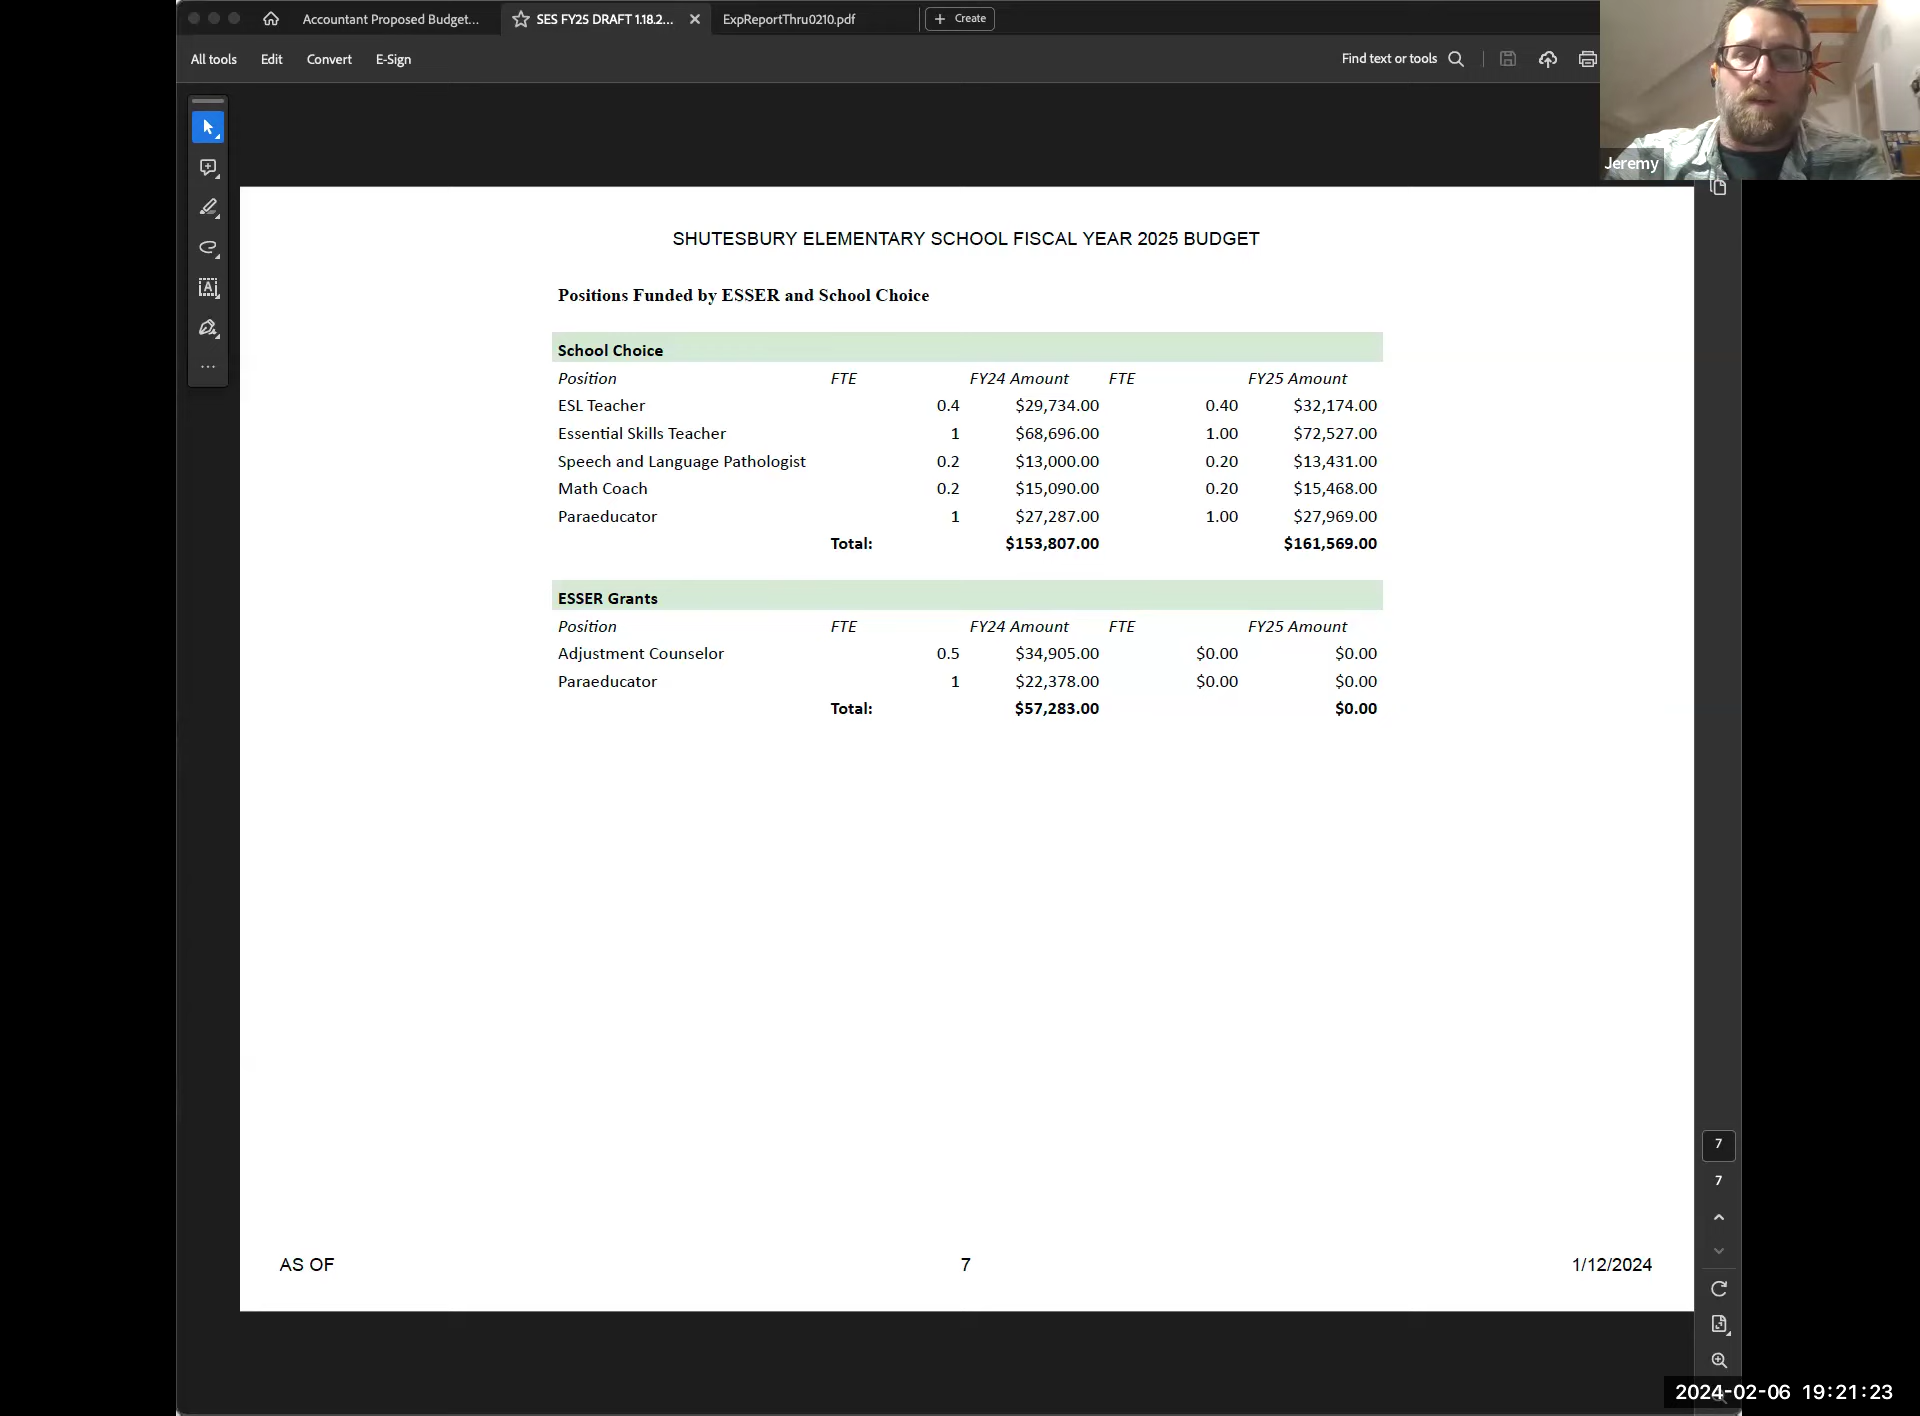 Accountant Proposed Budget...
SES FY25 DRAFT 1.18.2...
ExpReportThru0210.pdf
Create
All tools
Edit
Convert
E-Sign
Find text or tools
Jeremy
SHUTESBURY ELEMENTARY SCHOOL FISCAL YEAR 2025 BUDGET
Positions Funded by ESSER and School Choice
School Choice
Position FTE FY24 Amount FTE FY25 Amount
ESL Teacher 0.4 $29,734.00 0.40 $32,174.00
Essential Skills Teacher 1 $68,696.00 1.00 $72,527.00
Speech and Language Pathologist 0.2 $13,000.00 0.20 $13,431.00
Math Coach 0.2 $15,090.00 0.20 $15,468.00
Paraeducator 1 $27,287.00 1.00 $27,969.00
Total: $153,807.00 $161,569.00
ESSER Grants
Position FTE FY24 Amount FTE FY25 Amount
Adjustment Counselor 0.5 $34,905.00 $0.00 $0.00
Paraeducator 1 $22,378.00 $0.00 $0.00
Total: $57,283.00 $0.00
7
7
AS OF 7 1/12/2024
2024-02-06 19:21:23